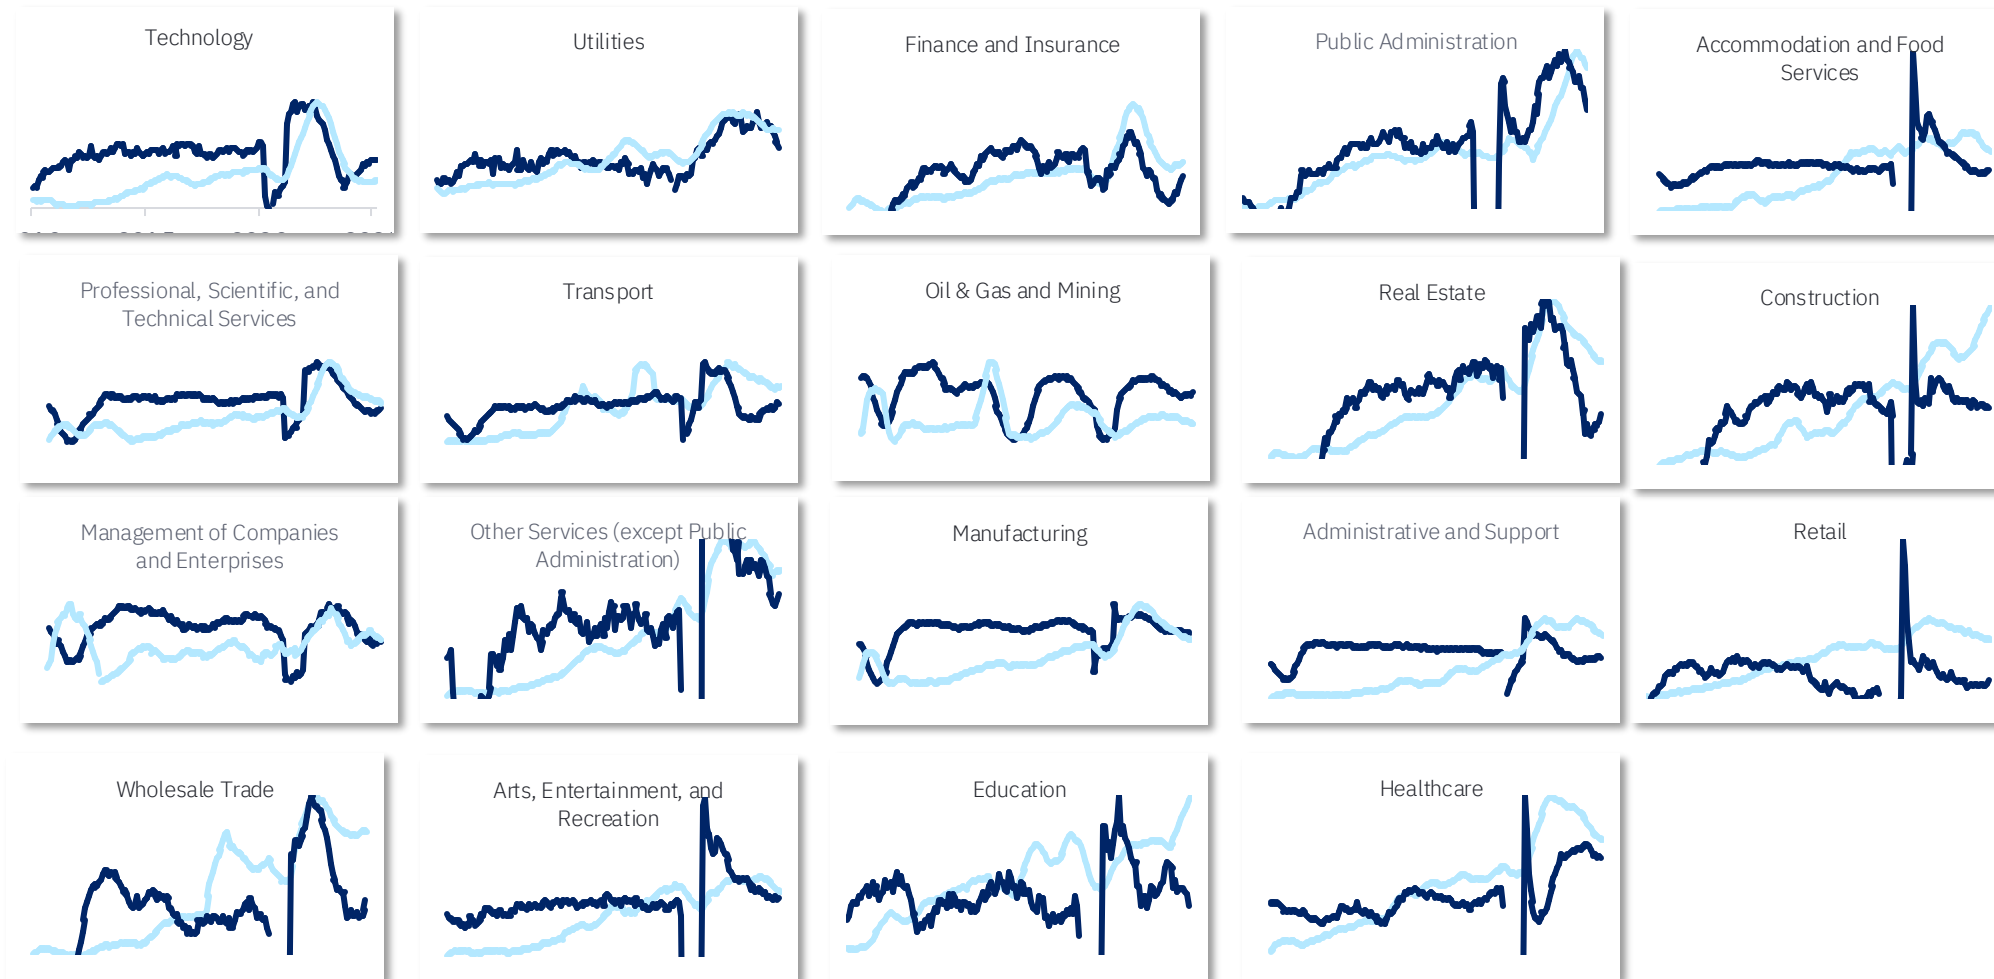 Technology
Utilities
Finance and Insurance
Public Administration
Accommodation and Food
Services
Professional, Scientific, and
Technical Services
Transport
Oil & Gas and Mining
Real Estate
Construction
Management of Companies
and Enterprises
Other Services (except Public
Administration)
Manufacturing
Administrative and Support
Retail
Wholesale Trade
Arts, Entertainment, and
Recreation
Education
Healthcare